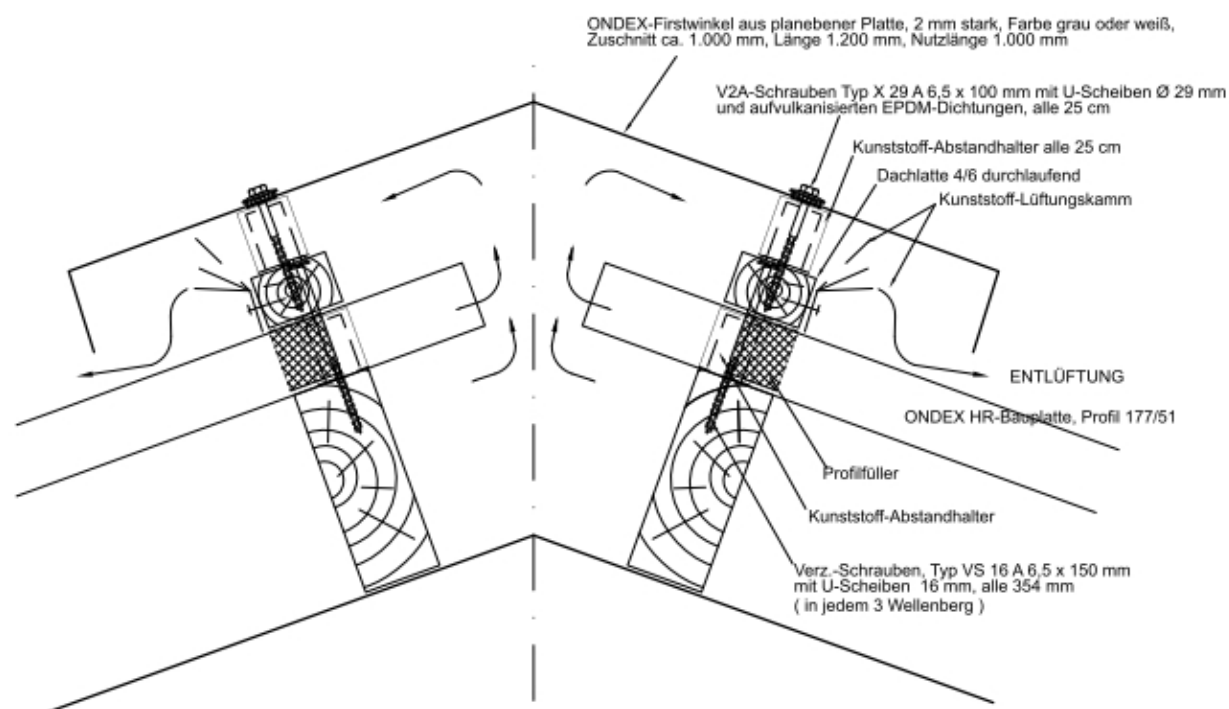 ONDEX-Firstwinkel aus planebener Platte, 2 mm stark, Farbe grau oder weiß,
Zuschnitt ca. 1.000 mm, Länge 1.200 mm, Nutzlänge 1.000 mm
V2A-Schrauben Typ X 29 A 6,5 x 100 mm mit U-Scheiben Ø 29 mm
und aufvulkanisierten EPDM-Dichtungen, alle 25 cm
Kunststoff-Abstandhalter alle 25 cm
Dachlatte 4/6 durchlaufend
Kunststoff-Lüftungskamm
ENTLÜFTUNG
ONDEX HR-Bauplatte, Profil 177/51
Profilfüller
Kunststoff-Abstandhalter
Verz.-Schrauben, Typ VS 16 A 6,5 x 150 mm
mit U-Scheiben 16 mm, alle 354 mm
( in jedem 3 Wellenberg )